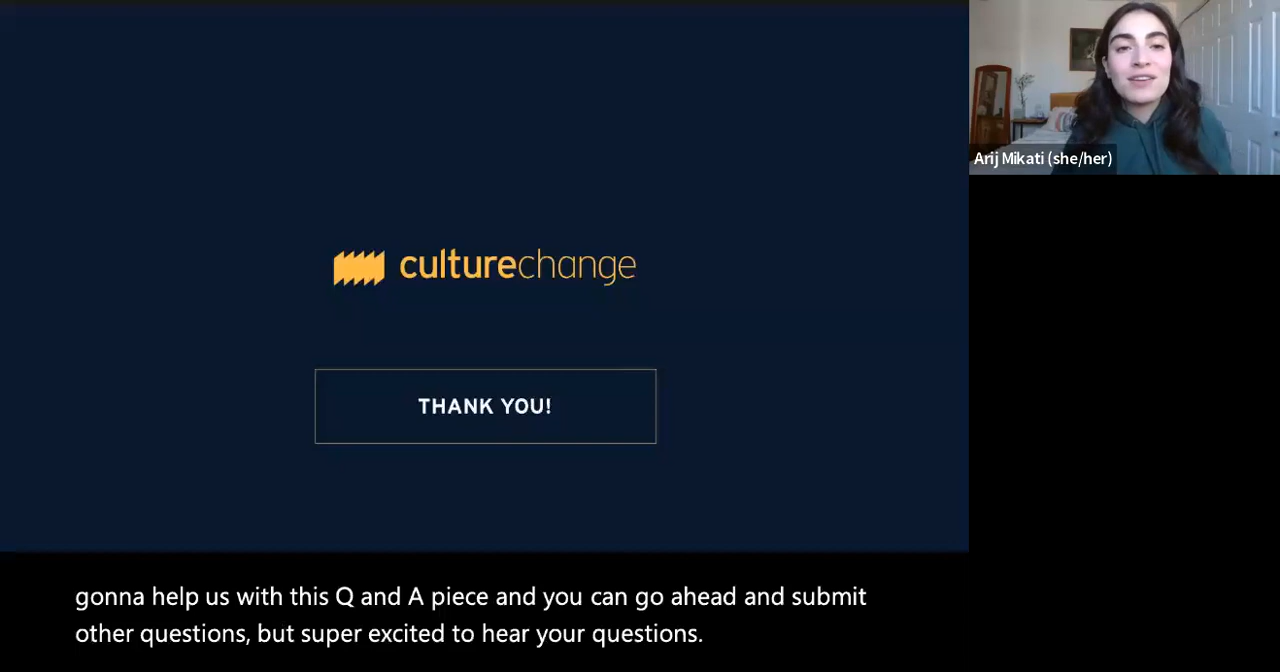 Arij Mikati (she/her)
culturechange
THANK YOU!
gonna help us with this Q and A piece and you can go ahead and submit
other questions, but super excited to hear your questions.